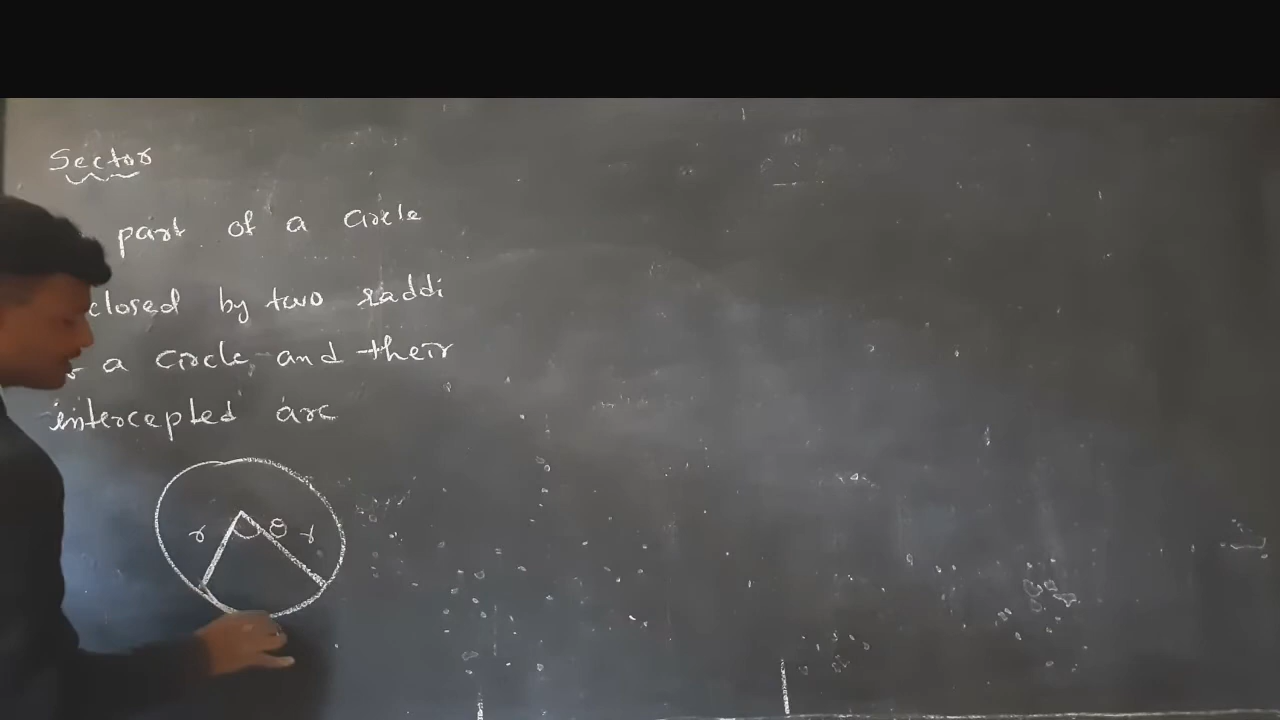 Sector
part of a circle
closed by two raddi
a circle and their
intercepted arc
r θ r